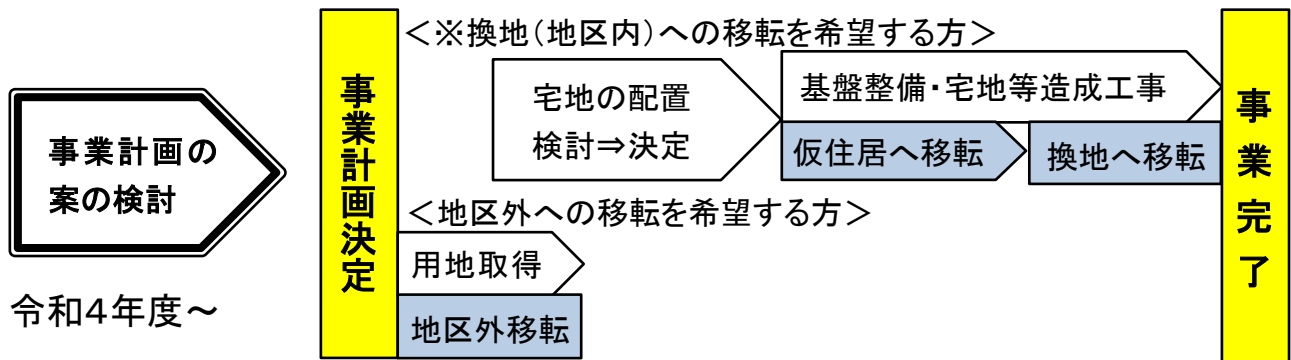 事業計画の
案の検討
令和4年度～
事業計画決定
＜※換地（地区内）への移転を希望する方＞
宅地の配置
検討⇒決定
基盤整備・宅地等造成工事
仮住居へ移転
換地へ移転
＜地区外への移転を希望する方＞
用地取得
地区外移転
事業完了